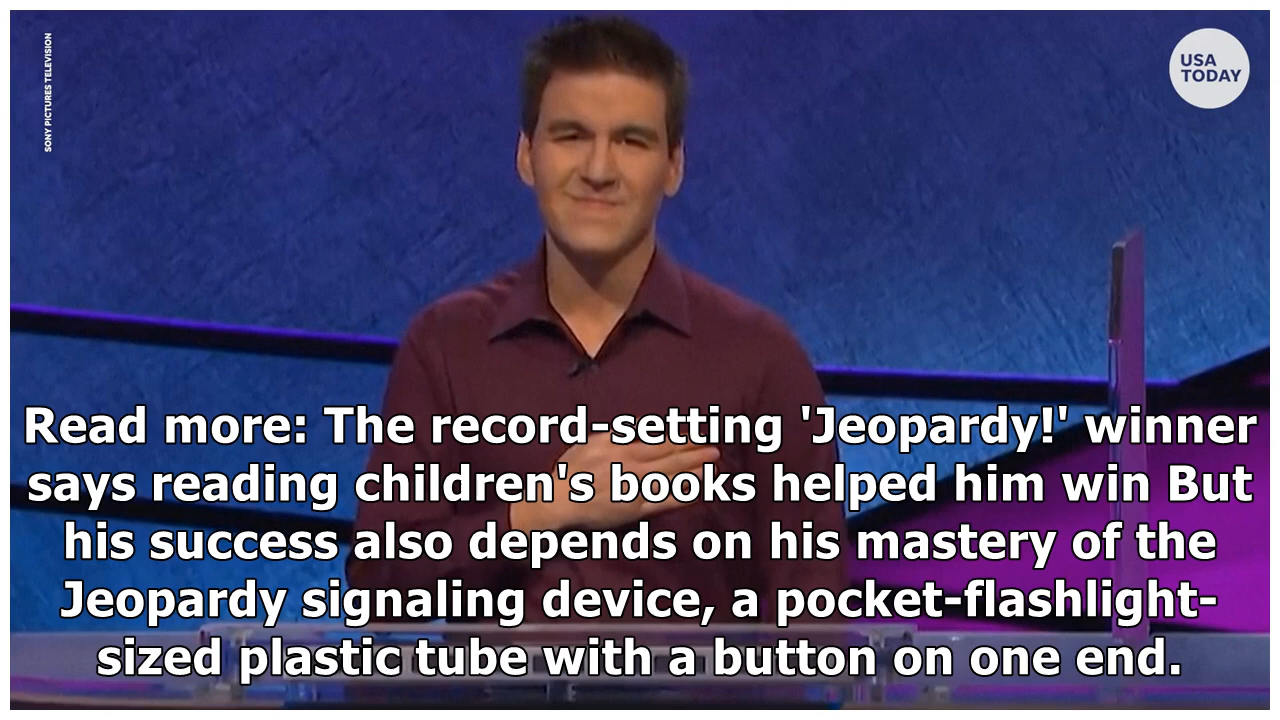 SONY PICTURES TELEVISION
USA
TODAY
Read more: The record-setting 'Jeopardy!' winner
says reading children's books helped him win But
his success also depends on his mastery of the
Jeopardy signaling device, a pocket-flashlight-
sized plastic tube with a button on one end.